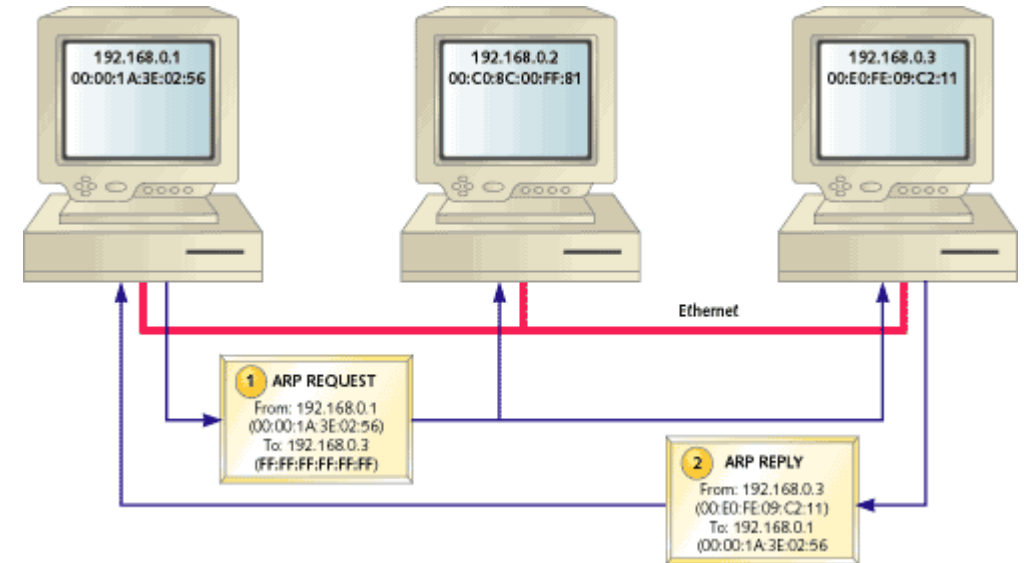 192.168.0.1
00:00:1A:3E:02:56
192.168.0.2
00:C0:8C:00:FF:81
192.168.0.3
00:E0:FE:09:C2:11
Ethernet
1 ARP REQUEST
From: 192.168.0.1
(00:00:1A:3E:02:56)
To: 192.168.0.3
(FF:FF:FF:FF:FF:FF)
2 ARP REPLY
From: 192.168.0.3
(00:E0:FE:09:C2:11)
To: 192.168.0.1
(00:00:1A:3E:02:56